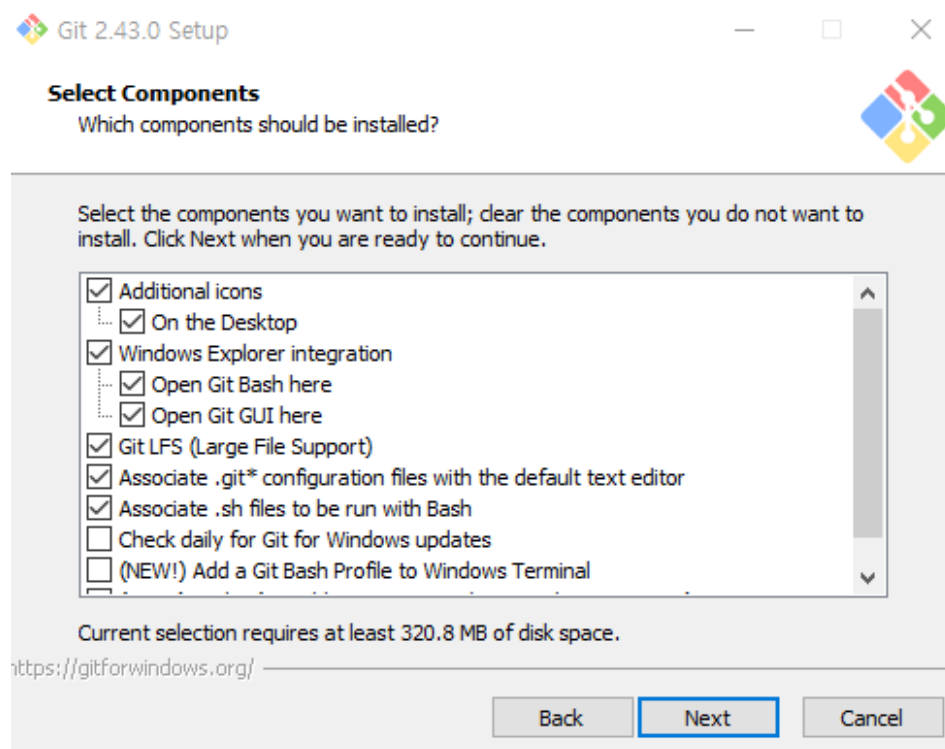 Git 2.43.0 Setup
Select Components
Which components should be installed?
Select the components you want to install; clear the components you do not want to
install. Click Next when you are ready to continue.
Additional icons
On the Desktop
Windows Explorer integration
Open Git Bash here
Open Git GUI here
Git LFS (Large File Support)
Associate .git* configuration files with the default text editor
Associate .sh files to be run with Bash
Check daily for Git for Windows updates
(NEW!) Add a Git Bash Profile to Windows Terminal
Current selection requires at least 320.8 MB of disk space.
https://gitforwindows.org/
Back Next Cancel